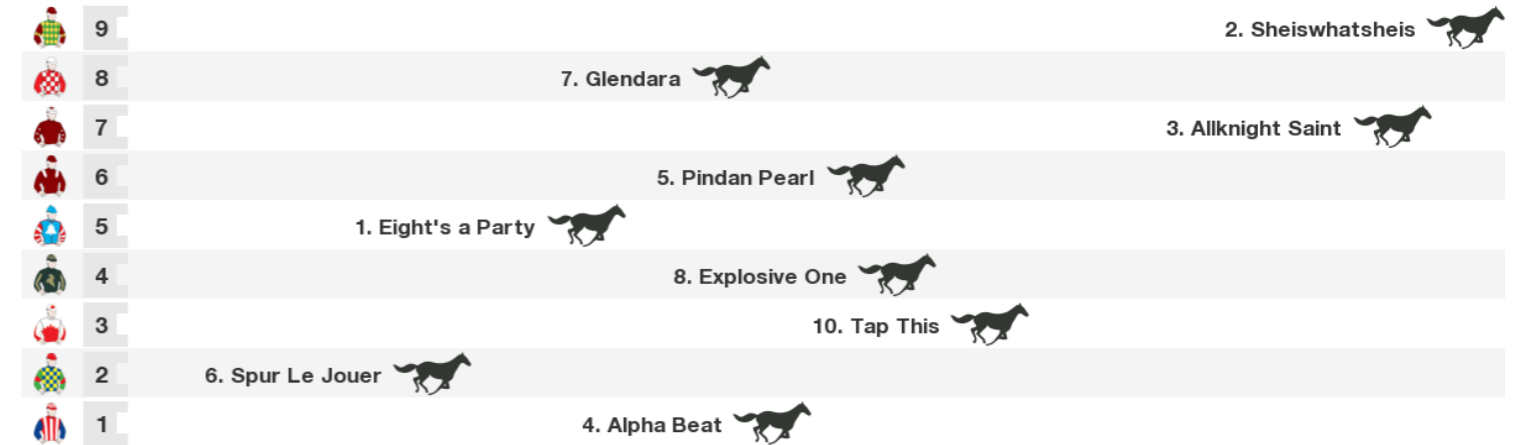 9 2. Sheiswhatsheis
8 7. Glendara
7 3. Allknight Saint
6 5. Pindan Pearl
5 1. Eight's a Party
4 8. Explosive One
3 10. Tap This
2 6. Spur Le Jouer
1 4. Alpha Beat